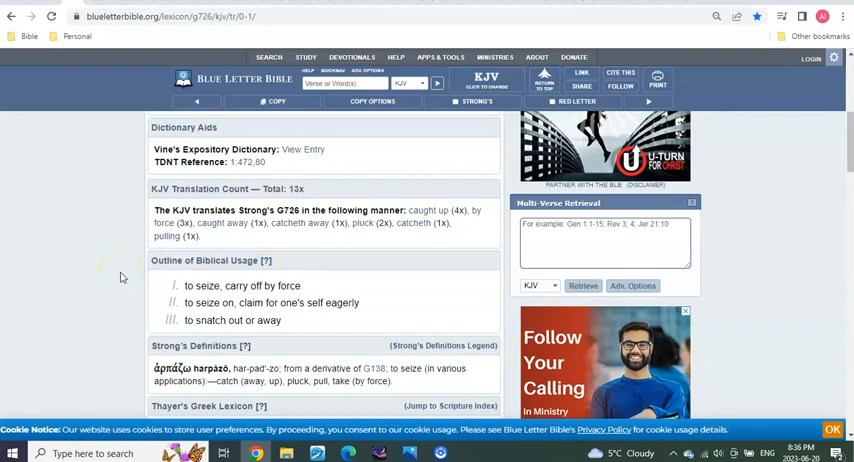 blueletterbible.org/lexicon/g726/kjv/tr/0-1/
Al
Bible
Personal
Other bookmarks
SEARCH STUDY DEVOTIONALS HELP APPS & TOOLS MINISTRIES ABOUT DONATE
LOGIN
BLUE LETTER BIBLE
HELP QUICKNAV ADV. OPTIONS
Verse or Word(s)
KJV
KJV
CLICK TO CHANGE
RETURN
TO TOP
LINK
SHARE
CITE THIS
FOLLOW
PRINT
COPY
COPY OPTIONS
STRONG'S
RED LETTER
Dictionary Aids
Vine's Expository Dictionary: View Entry
TDNT Reference: 1:472,80
KJV Translation Count — Total: 13x
The KJV translates Strong's G726 in the following manner: caught up (4x), by
force (3x), caught away (1x), catcheth away (1x), pluck (2x), catcheth (1x),
pulling (1x).
Outline of Biblical Usage [?]
I. to seize, carry off by force
II. to seize on, claim for one's self eagerly
III. to snatch out or away
Strong's Definitions [?]
(Strong's Definitions Legend)
ἁρπάζω harpázō, har-pad'-zo; from a derivative of G138; to seize (in various
applications):—catch (away, up), pluck, pull, take (by force).
Thayer's Greek Lexicon [?]
(Jump to Scripture Index)
U-TURN
FOR CHRIST
PARTNER WITH THE BLB (DISCLAIMER)
Multi-Verse Retrieval
For example: Gen 1:1-15; Rev 3; 4; Jer 21:10
KJV
Retrieve
Adv. Options
Follow
Your
Calling
In Ministry
Cookie Notice: Our website uses cookies to store user preferences. By proceeding, you consent to our cookie usage. Please see Blue Letter Bible's Privacy Policy for cookie usage details.
OK
Type here to search
5°C Cloudy
ENG
8:36 PM
2023-06-20
2